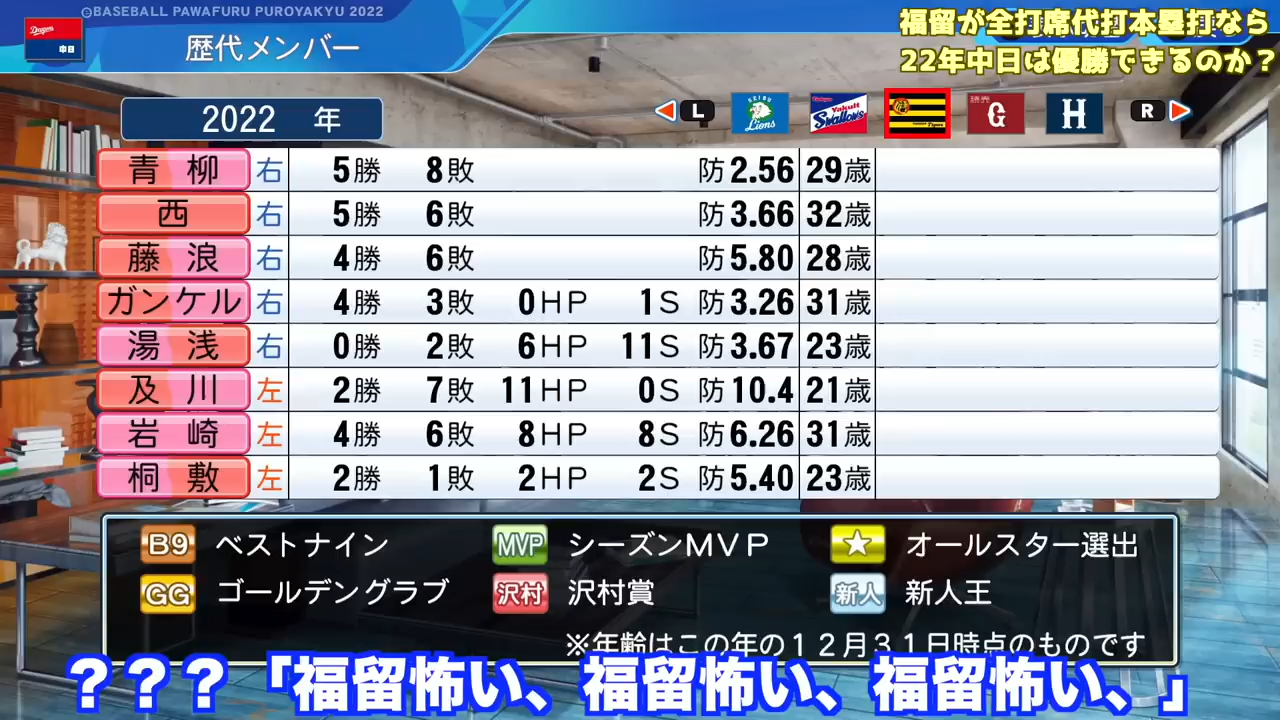 ©BASEBALL PAWAFURU PUROYAKYU 2022
Dragons
中日
歴代メンバー
福留が全打席代打本塁打なら
22年中日は優勝できるのか?
2022 年
L
SEIBU
Lions
Yakult
Swallows
Tigers
読売
G
H
R
青柳 右 5勝 8敗 防2.56 29歳
西 右 5勝 6敗 防3.66 32歳
藤浪 右 4勝 6敗 防5.80 28歳
ガンケル 右 4勝 3敗 0HP 1S 防3.26 31歳
湯浅 右 0勝 2敗 6HP 11S 防3.67 23歳
及川 左 2勝 7敗 11HP 0S 防10.4 21歳
岩崎 左 4勝 6敗 8HP 8S 防6.26 31歳
桐敷 左 2勝 1敗 2HP 2S 防5.40 23歳
B9 ベストナイン MVP シーズンMVP ★ オールスター選出
GG ゴールデングラブ 沢村 沢村賞 新人 新人王
※年齢はこの年の12月31日時点のものです
???「福留怖い、福留怖い、福留怖い、」